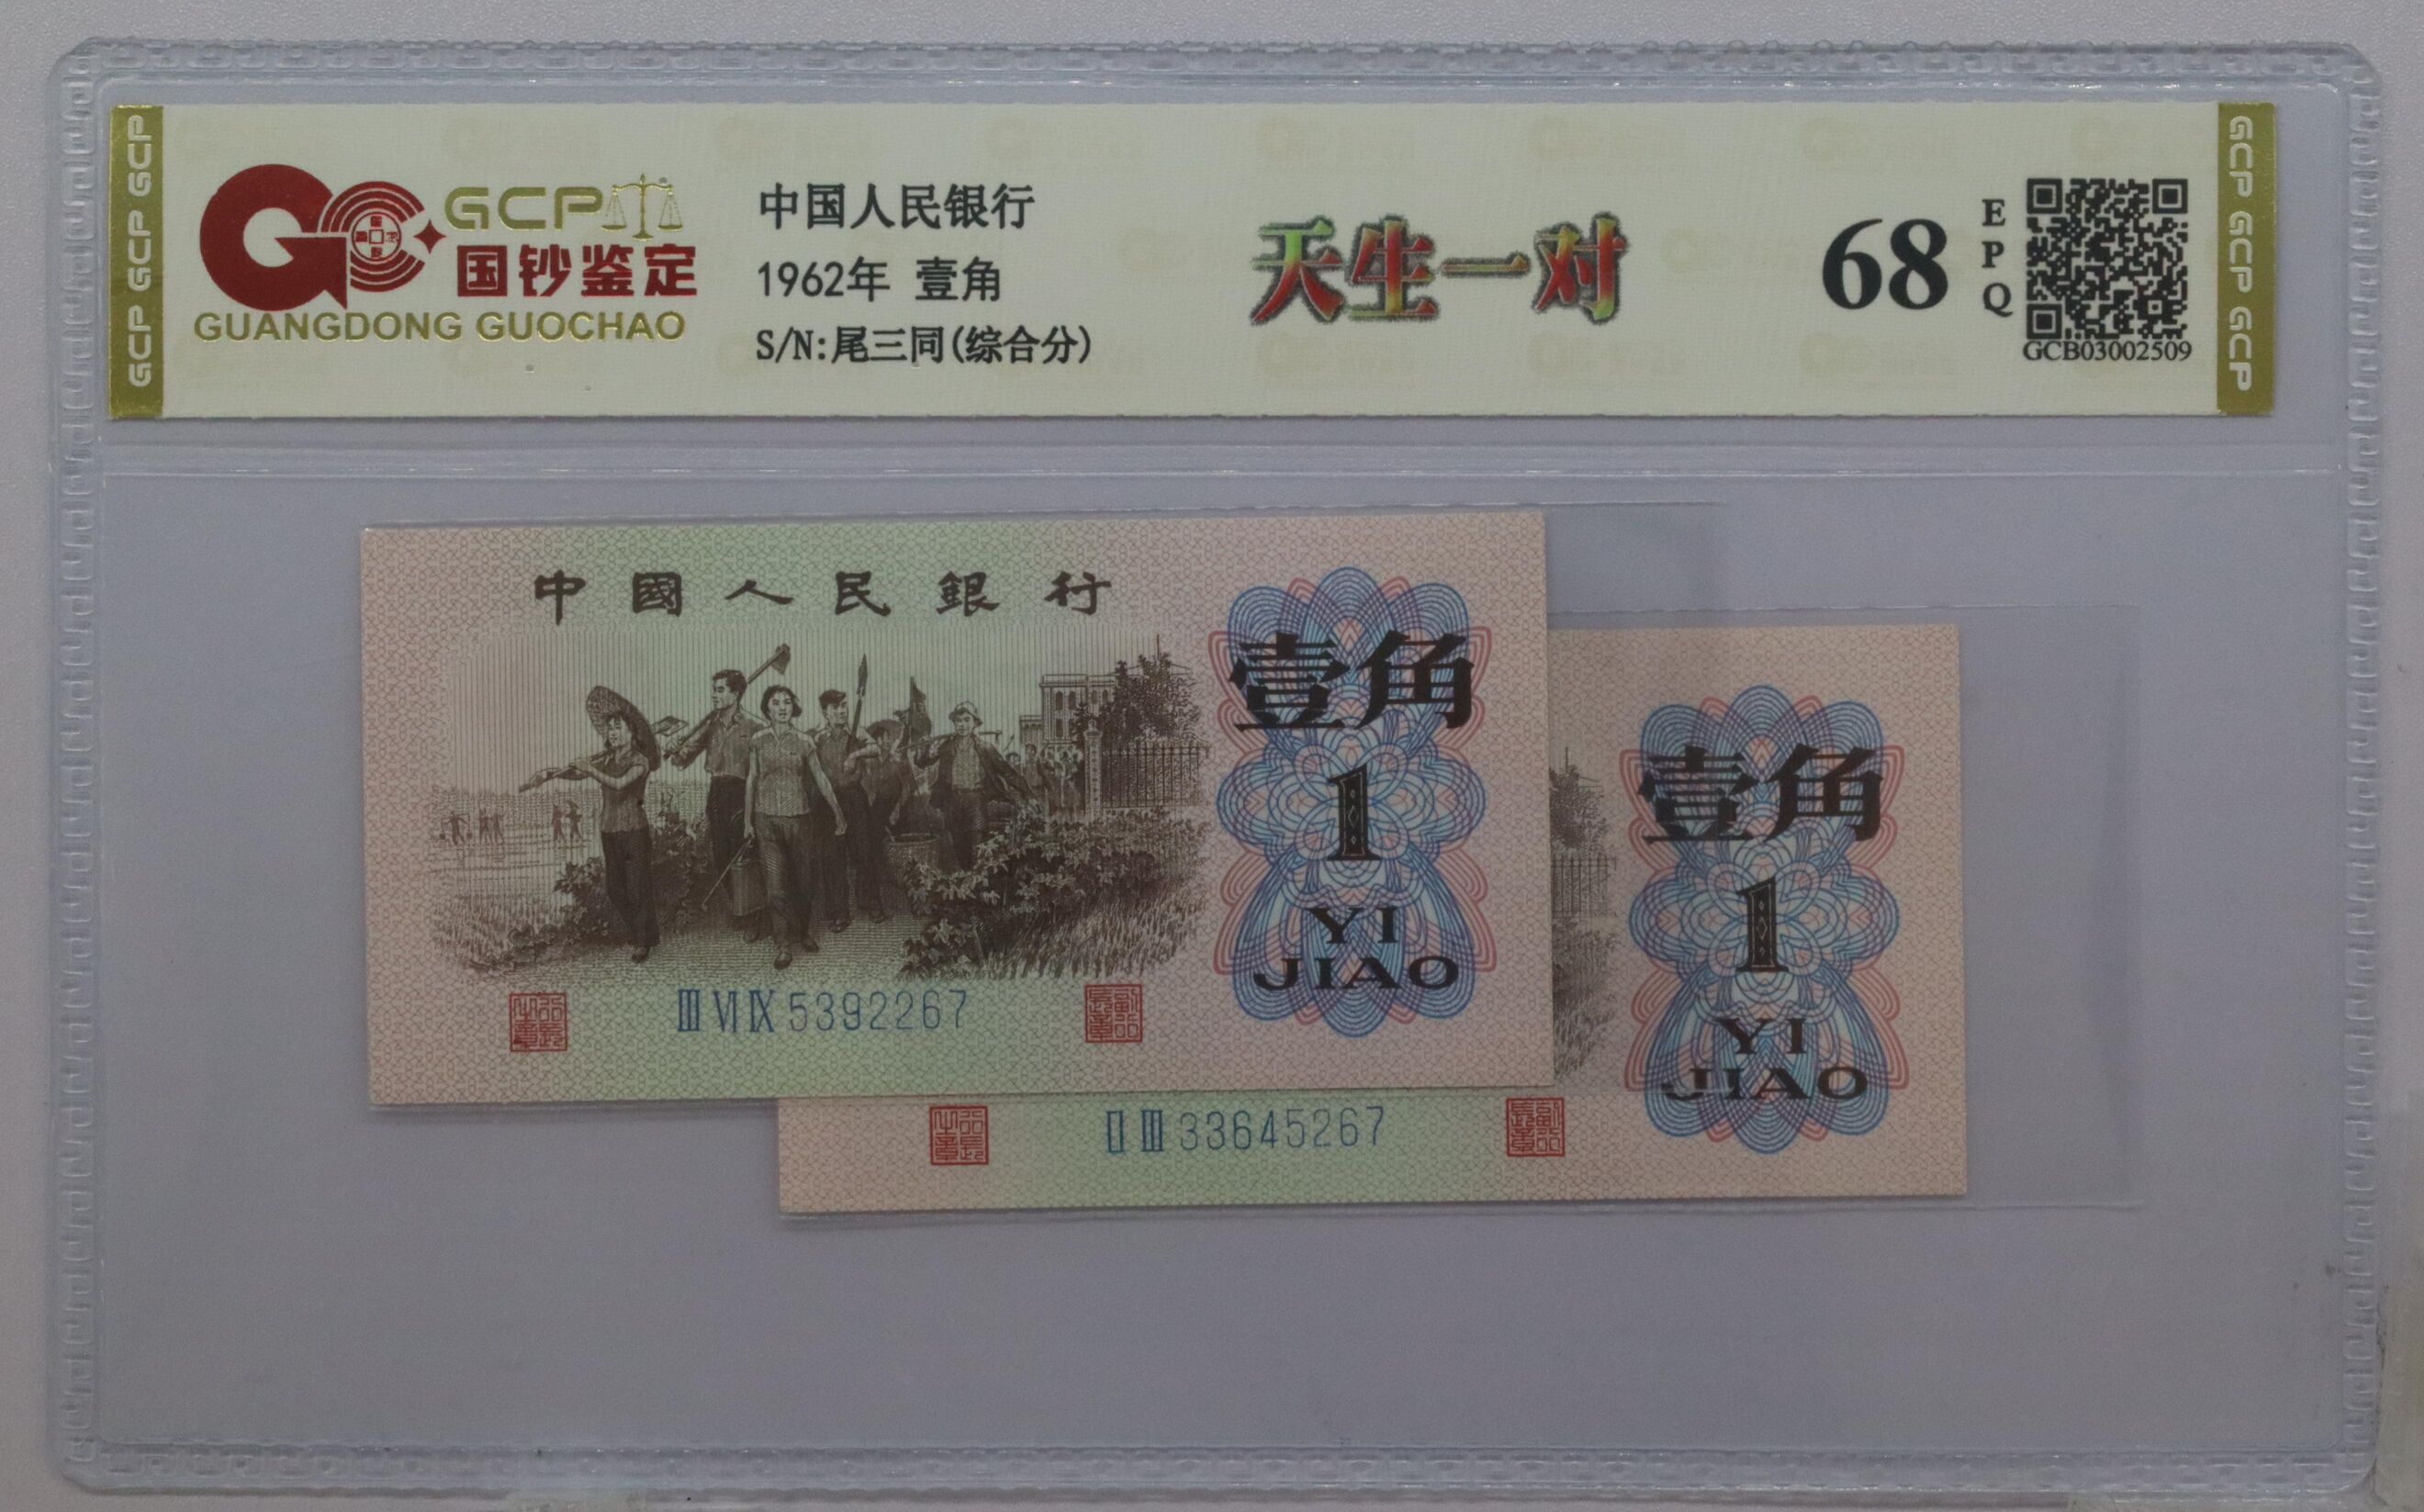 GCP GCP GCP
GCP
国钞鉴定
GUANGDONG GUOCHAO
中国人民银行
1962年 壹角
S/N:尾三同(综合分)
天生一对
68
EPQ
GCB03002509
GCP GCP GCP
中國人民銀行
壹角
1
YI
JIAO
ⅢⅥⅨ5392267
壹角
1
YI
JIAO
ⅡⅢ33645267